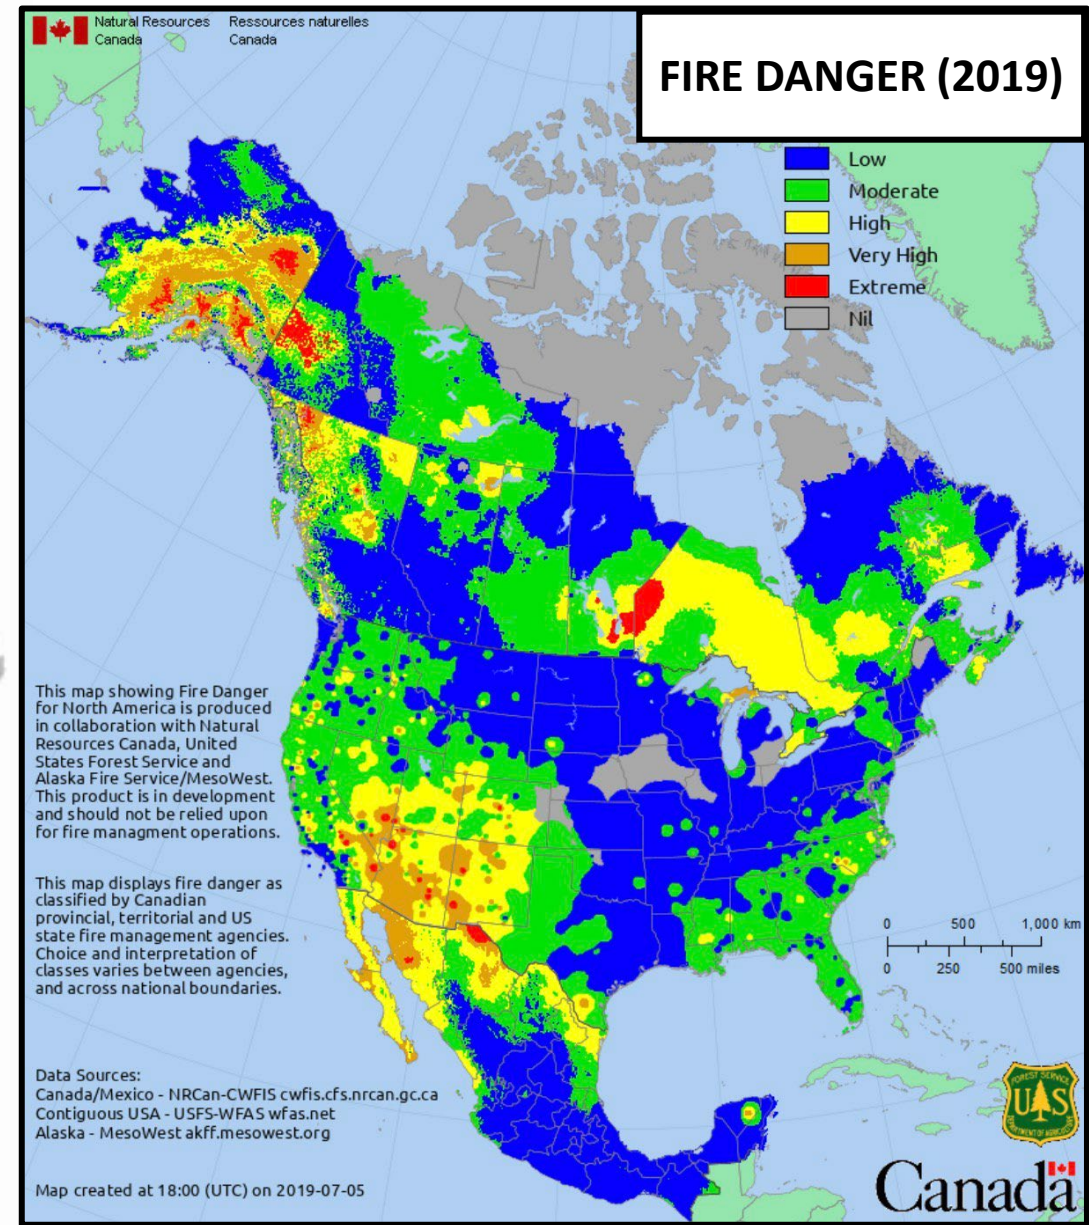 Natural Resources Ressources naturelles
Canada Canada
FIRE DANGER (2019)
Low
Moderate
High
Very High
Extreme
Nil
This map showing Fire Danger
for North America is produced
in collaboration with Natural
Resources Canada, United
States Forest Service and
Alaska Fire Service/MesoWest.
This product is in development
and should not be relied upon
for fire managment operations.
This map displays fire danger as
classified by Canadian
provincial, territorial and US
state fire management agencies.
Choice and interpretation of
classes varies between agencies,
and across national boundaries.
0 500 1,000 km
0 250 500 miles
Data Sources:
Canada/Mexico - NRCan-CWFIS cwfis.cfs.nrcan.gc.ca
Contiguous USA - USFS-WFAS wfas.net
Alaska - MesoWest akff.mesowest.org
FOREST SERVICE
U S
DEPARTMENT OF AGRICULTURE
Map created at 18:00 (UTC) on 2019-07-05
Canada